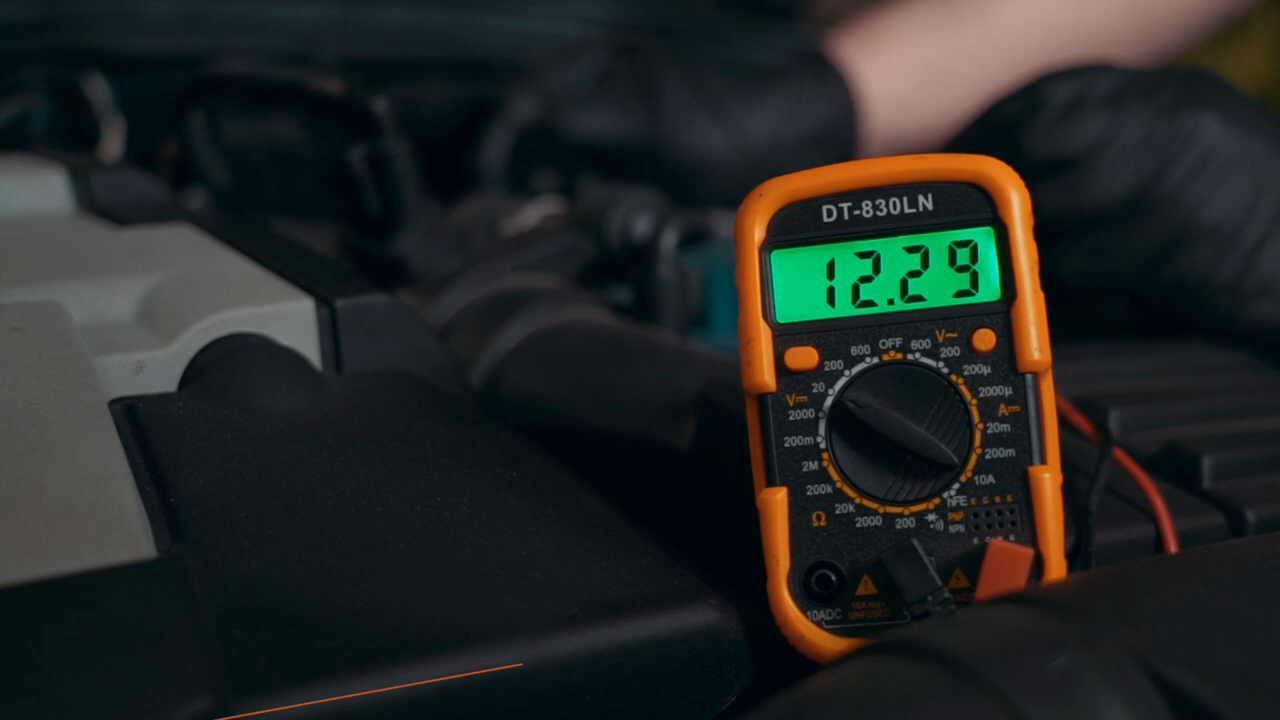 DT-830LN
12.29
OFF
600 600 V~
200 200
20 200µ
V⎓ 2000µ
2000 A⎓
200m 20m
2M 200m
200k 10A
20k hFE E C B E
Ω 2000 200 PNP
NPN
10ADC 10A max
UNFUSED